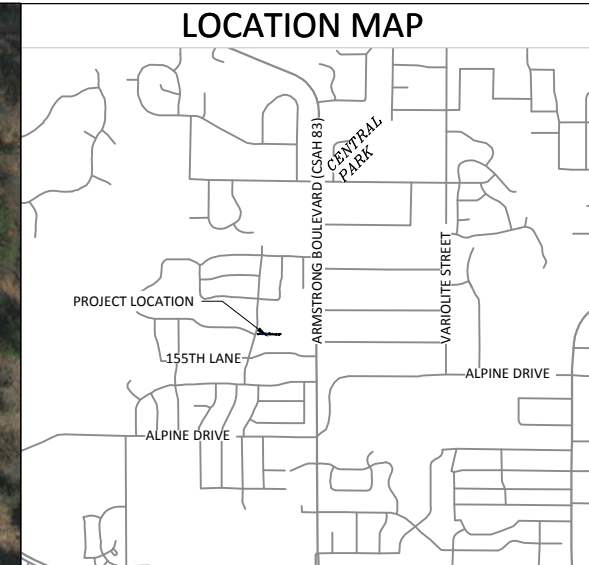 LOCATION MAP
CENTRAL
PARK
ARMSTRONG BOULEVARD (CSAH 83)
VARIOLITE STREET
PROJECT LOCATION
155TH LANE
ALPINE DRIVE
ALPINE DRIVE